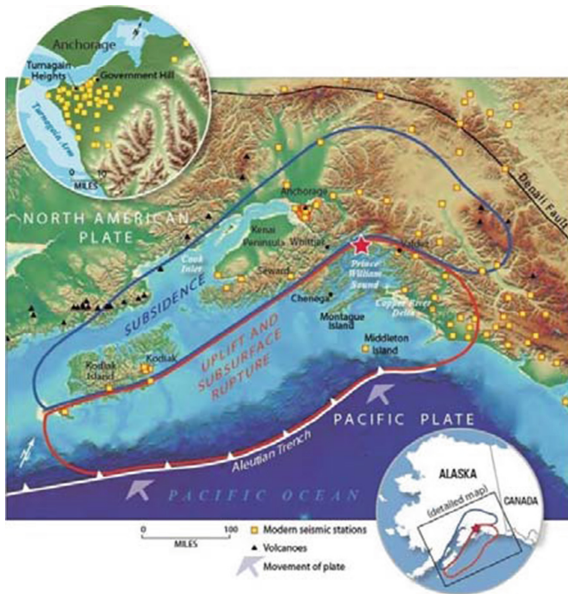 Anchorage
Turnagain
Heights
Government Hill
Turnagain Arm
0 10
MILES
NORTH AMERICAN
PLATE
Denali Fault
Anchorage
Kenai
Peninsula
Whittier
Valdez
Cook
Inlet
Prince
William
Sound
Seward
SUBSIDENCE
Chenega
Copper River
Delta
Montague
Island
UPLIFT AND
SUBSURFACE
RUPTURE
Middleton
Island
Kodiak
Kodiak
Island
PACIFIC PLATE
Aleutian Trench
PACIFIC OCEAN
0 100
MILES
Modern seismic stations
Volcanoes
Movement of plate
ALASKA
CANADA
(detailed map)